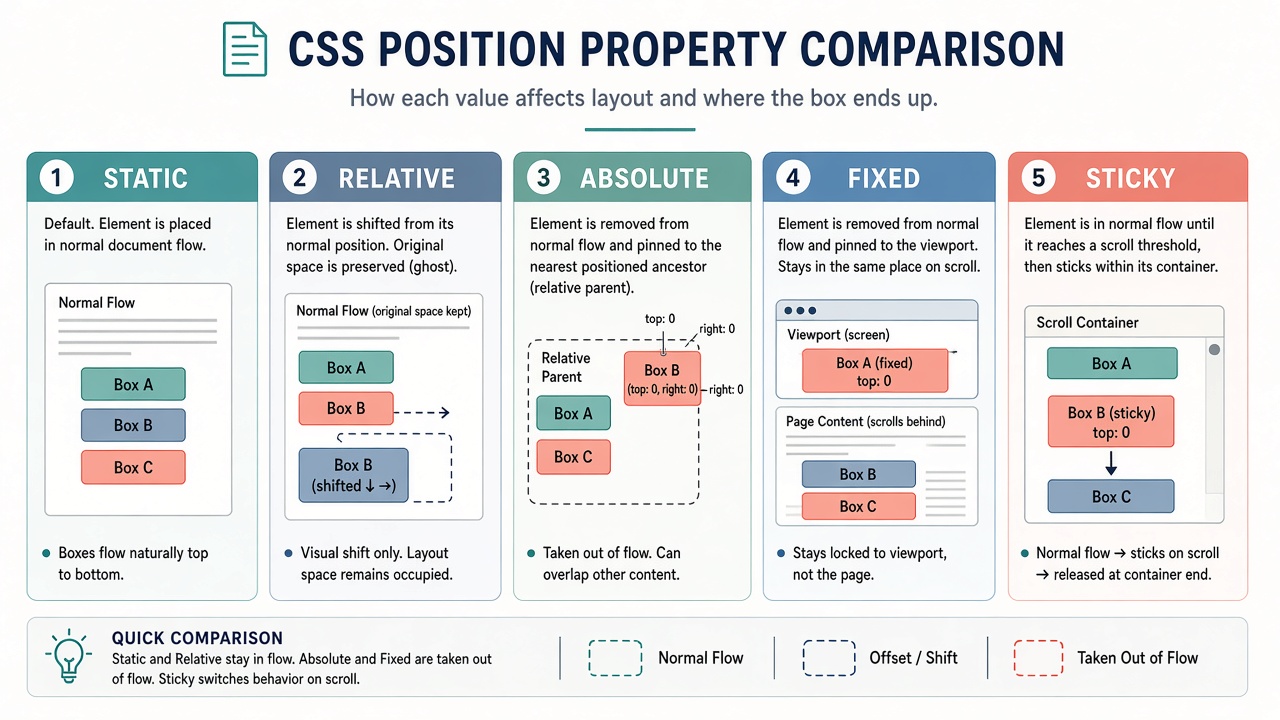 CSS POSITION PROPERTY COMPARISON
How each value affects layout and where the box ends up.
1 STATIC
Default. Element is placed
in normal document flow.
Normal Flow
Box A
Box B
Box C
• Boxes flow naturally top
to bottom.
2 RELATIVE
Element is shifted from its
normal position. Original
space is preserved (ghost).
Normal Flow (original space kept)
Box A
Box B
Box B
(shifted ↓ →)
• Visual shift only. Layout
space remains occupied.
3 ABSOLUTE
Element is removed from
normal flow and pinned to the
nearest positioned ancestor
(relative parent).
top: 0
right: 0
Relative
Parent
Box B
(top: 0, right: 0)
right: 0
Box A
Box C
• Taken out of flow. Can
overlap other content.
4 FIXED
Element is removed from normal
flow and pinned to the viewport.
Stays in the same place on scroll.
Viewport (screen)
Box A (fixed)
top: 0
Page Content (scrolls behind)
Box B
Box C
• Stays locked to viewport,
not the page.
5 STICKY
Element is in normal flow until
it reaches a scroll threshold,
then sticks within its container.
Scroll Container
Box A
Box B (sticky)
top: 0
Box C
• Normal flow → sticks on scroll
→ released at container end.
QUICK COMPARISON
Static and Relative stay in flow. Absolute and Fixed are taken out
of flow. Sticky switches behavior on scroll.
Normal Flow
Offset / Shift
Taken Out of Flow